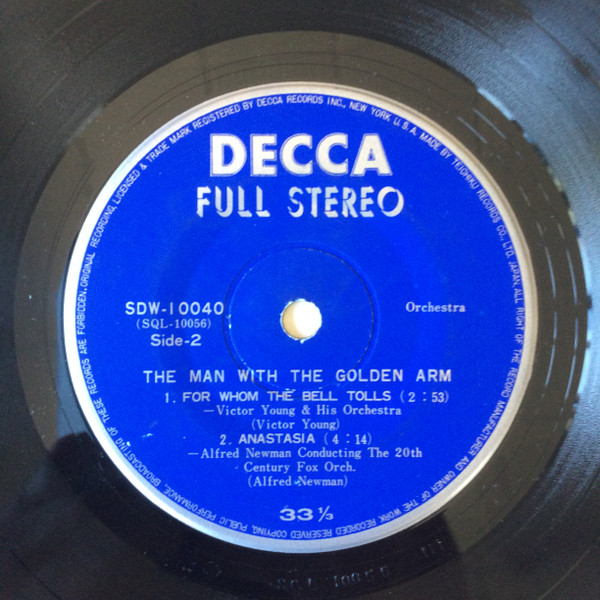 DECCA
FULL STEREO
SDW-10040
(SQL-10056)
Side-2
Orchestra
THE MAN WITH THE GOLDEN ARM
1. FOR WHOM THE BELL TOLLS (2 : 53)
—Victor Young & His Orchestra
(Victor Young)
2. ANASTASIA (4 : 14)
—Alfred Newman Conducting The 20th
Century Fox Orch.
(Alfred Newman)
33 ⅓
ORIGINAL RECORDING, LICENSED & TRADE MARK REGISTERED BY DECCA RECORDS INC., NEW YORK U.S.A. MADE BY TEICHIKU RECORDS CO., LTD. JAPAN. ALL RIGHT OF THE RECORD MANUFACTURER AND OWNER OF THE WORK RECORDED RESERVED. COPYING, PUBLIC PERFORMANCE, BROADCASTING OF THESE RECORDS ARE FORBIDDEN.